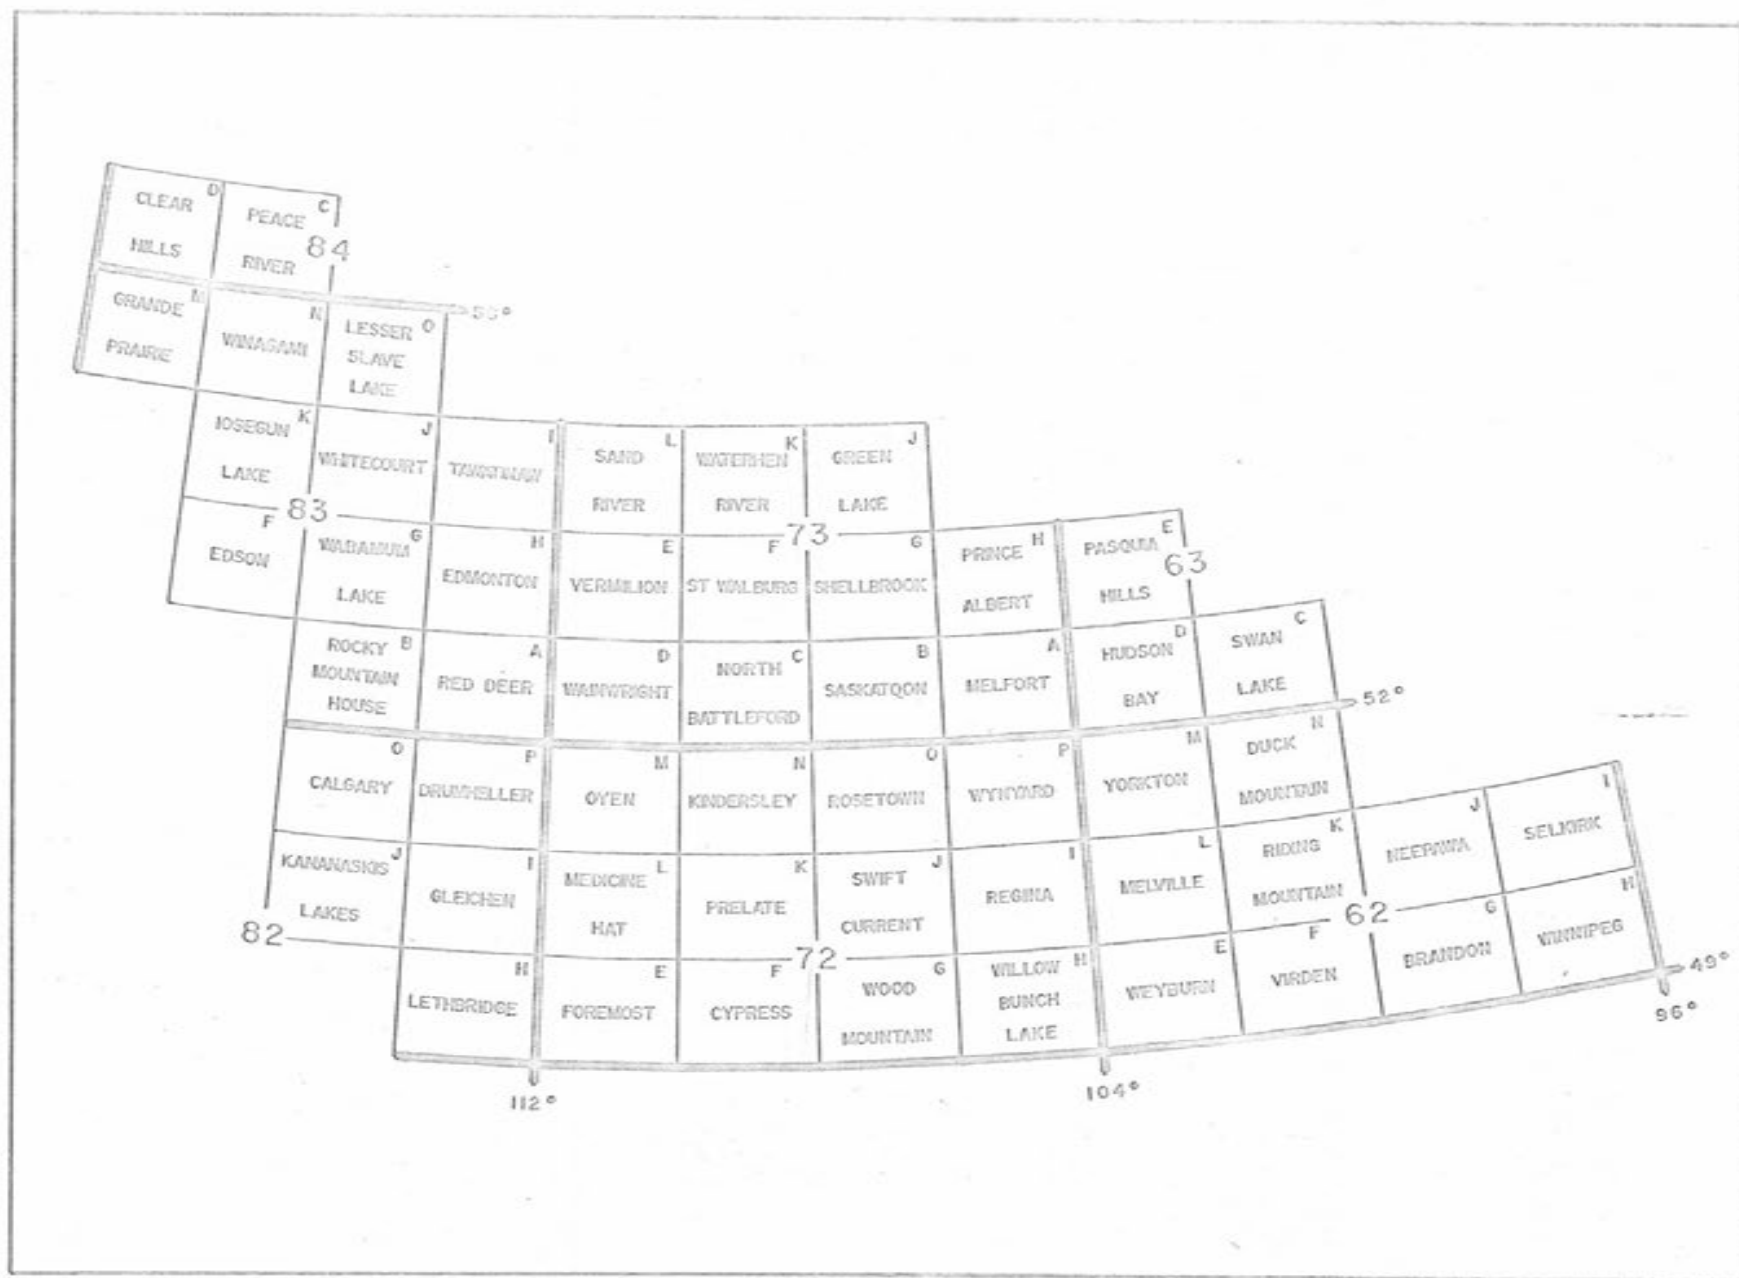 CLEAR D
HILLS
PEACE C
RIVER
84
GRANDE M
PRAIRIE
N
WINAGAMI
LESSER O
SLAVE
LAKE
IOSEGUN K
LAKE
J
WHITECOURT
I
L
SAND
RIVER
K
WATERHEN
RIVER
J
GREEN
LAKE
83
73
F
EDSON
G
WABAMUM
LAKE
H
EDMONTON
E
VERMILION
F
ST WALBURG
G
SHELLBROOK
PRINCE H
ALBERT
PASQUIA E
HILLS
63
ROCKY B
MOUNTAIN
HOUSE
A
RED DEER
D
WAINWRIGHT
NORTH C
BATTLEFORD
B
SASKATOON
A
MELFORT
D
HUDSON
BAY
SWAN C
LAKE
52°
O
CALGARY
P
DRUMHELLER
M
OYEN
N
KINDERSLEY
O
ROSETOWN
P
WYNYARD
M
YORKTON
N
DUCK
MOUNTAIN
KANANASKIS J
LAKES
I
GLEICHEN
MEDICINE L
HAT
K
PRELATE
SWIFT J
CURRENT
I
REGINA
L
MELVILLE
RIDING K
MOUNTAIN
J
NEEPAWA
I
SELKIRK
82
72
62
H
LETHBRIDGE
E
FOREMOST
F
CYPRESS
G
WOOD
MOUNTAIN
WILLOW H
BUNCH
LAKE
E
WEYBURN
F
VIRDEN
G
BRANDON
H
WINNIPEG
49°
96°
112°
104°